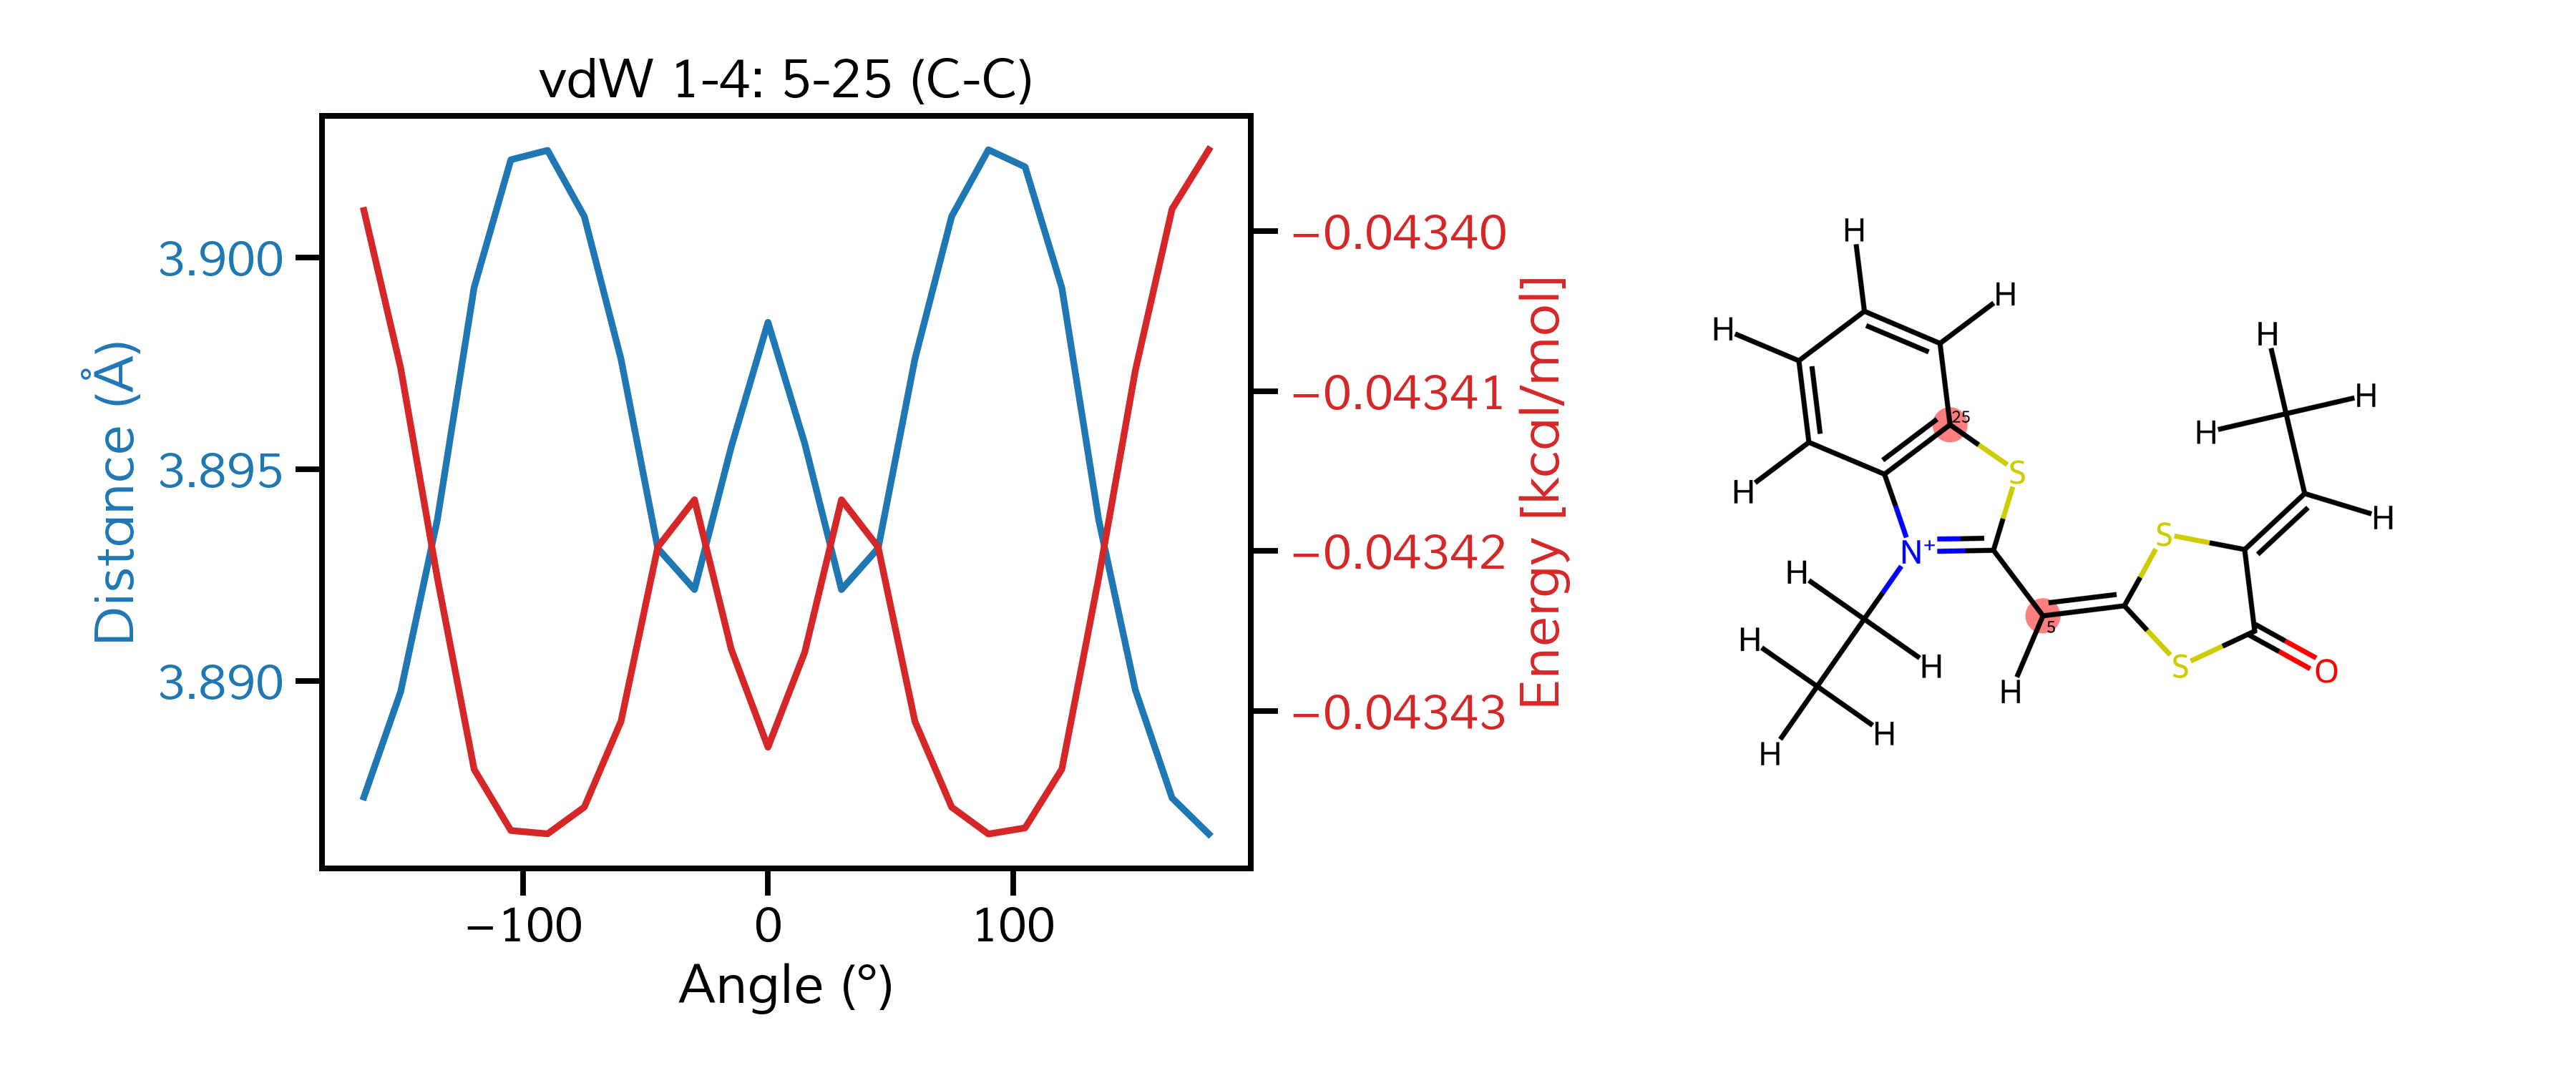 vdW 1-4: 5-25 (C-C)
Distance (Å)
3.900
3.895
3.890
−100
0
100
Angle (°)
−0.04340
−0.04341
−0.04342
−0.04343
Energy [kcal/mol]
H
H
H
H
H
H
H
25
S
S
H
H
N⁺
H
H
H
5
S
O
H
H
H